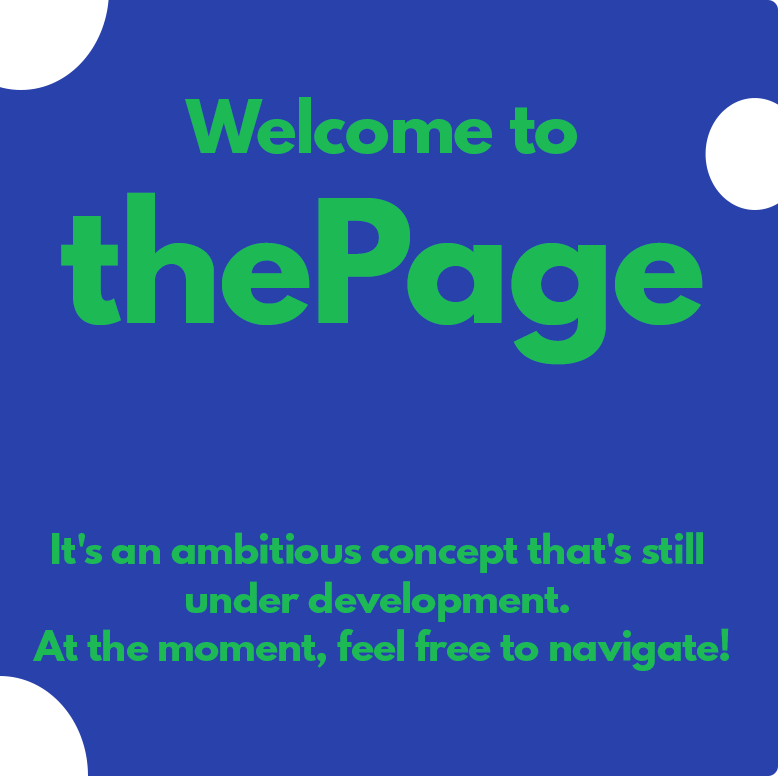 Welcome to
thePage
It's an ambitious concept that's still
under development.
At the moment, feel free to navigate!